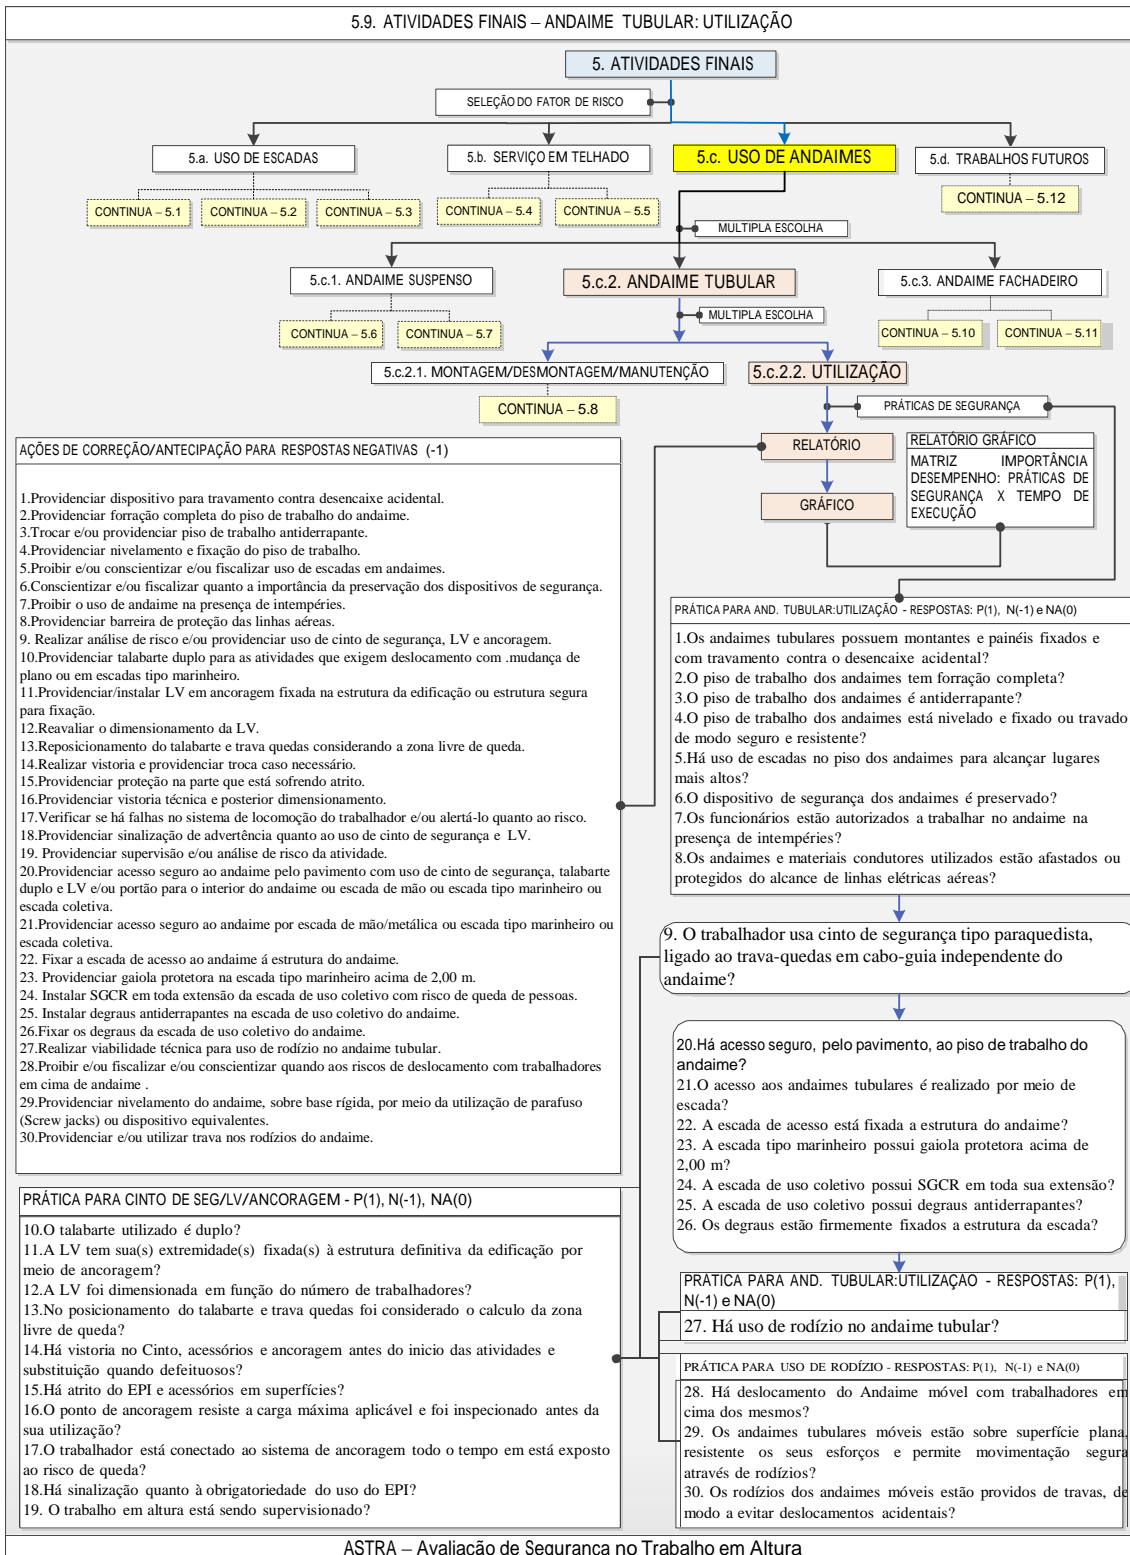 5.9. ATIVIDADES FINAIS – ANDAIME TUBULAR: UTILIZAÇÃO
5. ATIVIDADES FINAIS
SELEÇÃO DO FATOR DE RISCO
5.a. USO DE ESCADAS
5.b. SERVIÇO EM TELHADO
5.c. USO DE ANDAIMES
5.d. TRABALHOS FUTUROS
CONTINUA – 5.1
CONTINUA – 5.2
CONTINUA – 5.3
CONTINUA – 5.4
CONTINUA – 5.5
CONTINUA – 5.12
MULTIPLA ESCOLHA
5.c.1. ANDAIME SUSPENSO
5.c.2. ANDAIME TUBULAR
5.c.3. ANDAIME FACHADEIRO
MULTIPLA ESCOLHA
CONTINUA – 5.6
CONTINUA – 5.7
CONTINUA – 5.10
CONTINUA – 5.11
5.c.2.1. MONTAGEM/DESMONTAGEM/MANUTENÇÃO
5.c.2.2. UTILIZAÇÃO
CONTINUA – 5.8
PRÁTICAS DE SEGURANÇA
RELATÓRIO
GRÁFICO
RELATÓRIO GRÁFICO
MATRIZ IMPORTÂNCIA
DESEMPENHO: PRÁTICAS DE
SEGURANÇA X TEMPO DE
EXECUÇÃO
AÇÕES DE CORREÇÃO/ANTECIPAÇÃO PARA RESPOSTAS NEGATIVAS (-1)
1.Providenciar dispositivo para travamento contra desencaixe acidental.
2.Providenciar forração completa do piso de trabalho do andaime.
3.Trocar e/ou providenciar piso de trabalho antiderrapante.
4.Providenciar nivelamento e fixação do piso de trabalho.
5.Proibir e/ou conscientizar e/ou fiscalizar uso de escadas em andaimes.
6.Conscientizar e/ou fiscalizar quanto a importância da preservação dos dispositivos de segurança.
7.Proibir o uso de andaime na presença de intempéries.
8.Providenciar barreira de proteção das linhas aéreas.
9. Realizar análise de risco e/ou providenciar uso de cinto de segurança, LV e ancoragem.
10.Providenciar talabarte duplo para as atividades que exigem deslocamento com .mudança de
plano ou em escadas tipo marinheiro.
11.Providenciar/instalar LV em ancoragem fixada na estrutura da edificação ou estrutura segura
para fixação.
12.Reavaliar o dimensionamento da LV.
13.Reposicionamento do talabarte e trava quedas considerando a zona livre de queda.
14.Realizar vistoria e providenciar troca caso necessário.
15.Providenciar proteção na parte que está sofrendo atrito.
16.Providenciar vistoria técnica e posterior dimensionamento.
17.Verificar se há falhas no sistema de locomoção do trabalhador e/ou alertá-lo quanto ao risco.
18.Providenciar sinalização de advertência quanto ao uso de cinto de segurança e LV.
19. Providenciar supervisão e/ou análise de risco da atividade.
20.Providenciar acesso seguro ao andaime pelo pavimento com uso de cinto de segurança, talabarte
duplo e LV e/ou portão para o interior do andaime ou escada de mão ou escada tipo marinheiro ou
escada coletiva.
21.Providenciar acesso seguro ao andaime por escada de mão/metálica ou escada tipo marinheiro ou
escada coletiva.
22. Fixar a escada de acesso ao andaime á estrutura do andaime.
23. Providenciar gaiola protetora na escada tipo marinheiro acima de 2,00 m.
24. Instalar SGCR em toda extensão da escada de uso coletivo com risco de queda de pessoas.
25. Instalar degraus antiderrapantes na escada de uso coletivo do andaime.
26.Fixar os degraus da escada de uso coletivo do andaime.
27.Realizar viabilidade técnica para uso de rodízio no andaime tubular.
28.Proibir e/ou fiscalizar e/ou conscientizar quando aos riscos de deslocamento com trabalhadores
em cima de andaime .
29.Providenciar nivelamento do andaime, sobre base rígida, por meio da utilização de parafuso
(Screw jacks) ou dispositivo equivalentes.
30.Providenciar e/ou utilizar trava nos rodízios do andaime.
PRÁTICA PARA AND. TUBULAR:UTILIZAÇÃO - RESPOSTAS: P(1), N(-1) e NA(0)
1.Os andaimes tubulares possuem montantes e painéis fixados e
com travamento contra o desencaixe acidental?
2.O piso de trabalho dos andaimes tem forração completa?
3.O piso de trabalho dos andaimes é antiderrapante?
4.O piso de trabalho dos andaimes está nivelado e fixado ou travado
de modo seguro e resistente?
5.Há uso de escadas no piso dos andaimes para alcançar lugares
mais altos?
6.O dispositivo de segurança dos andaimes é preservado?
7.Os funcionários estão autorizados a trabalhar no andaime na
presença de intempéries?
8.Os andaimes e materiais condutores utilizados estão afastados ou
protegidos do alcance de linhas elétricas aéreas?
9. O trabalhador usa cinto de segurança tipo paraquedista,
ligado ao trava-quedas em cabo-guia independente do
andaime?
20.Há acesso seguro, pelo pavimento, ao piso de trabalho do
andaime?
21.O acesso aos andaimes tubulares é realizado por meio de
escada?
22. A escada de acesso está fixada a estrutura do andaime?
23. A escada tipo marinheiro possui gaiola protetora acima de
2,00 m?
24. A escada de uso coletivo possui SGCR em toda sua extensão?
25. A escada de uso coletivo possui degraus antiderrapantes?
26. Os degraus estão firmemente fixados a estrutura da escada?
PRÁTICA PARA CINTO DE SEG/LV/ANCORAGEM - P(1), N(-1), NA(0)
10.O talabarte utilizado é duplo?
11.A LV tem sua(s) extremidade(s) fixada(s) à estrutura definitiva da edificação por
meio de ancoragem?
12.A LV foi dimensionada em função do número de trabalhadores?
13.No posicionamento do talabarte e trava quedas foi considerado o calculo da zona
livre de queda?
14.Há vistoria no Cinto, acessórios e ancoragem antes do inicio das atividades e
substituição quando defeituosos?
15.Há atrito do EPI e acessórios em superfícies?
16.O ponto de ancoragem resiste a carga máxima aplicável e foi inspecionado antes da
sua utilização?
17.O trabalhador está conectado ao sistema de ancoragem todo o tempo em está exposto
ao risco de queda?
18.Há sinalização quanto à obrigatoriedade do uso do EPI?
19. O trabalho em altura está sendo supervisionado?
PRÁTICA PARA AND. TUBULAR:UTILIZAÇAO - RESPOSTAS: P(1),
N(-1) e NA(0)
27. Há uso de rodízio no andaime tubular?
PRÁTICA PARA USO DE RODÍZIO - RESPOSTAS: P(1), N(-1) e NA(0)
28. Há deslocamento do Andaime móvel com trabalhadores em
cima dos mesmos?
29. Os andaimes tubulares móveis estão sobre superfície plana,
resistente os seus esforços e permite movimentação segura
através de rodízios?
30. Os rodízios dos andaimes móveis estão providos de travas, de
modo a evitar deslocamentos acidentais?
ASTRA – Avaliação de Segurança no Trabalho em Altura